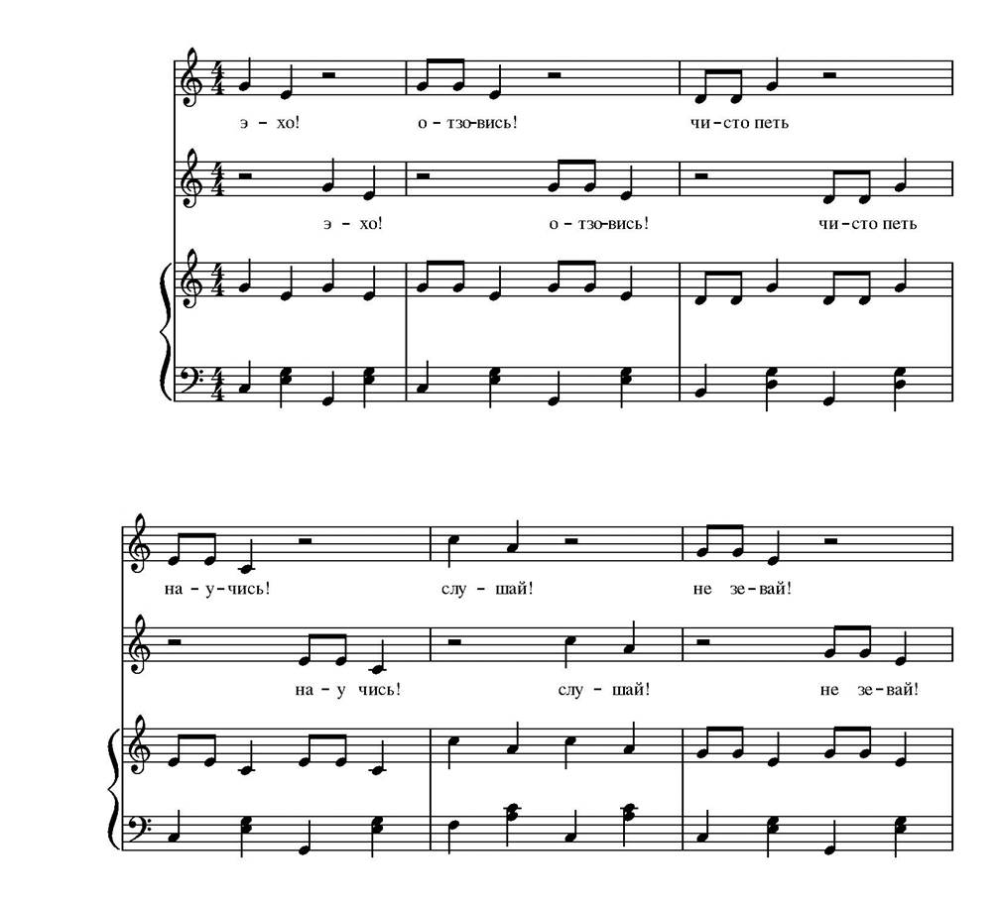 э – хо! о – тзо–вись! чи – сто петь
э – хо! о – тзо–вись! чи – сто петь
на – у – чись! слу – шай! не зе – вай!
на – у чись! слу – шай! не зе – вай!